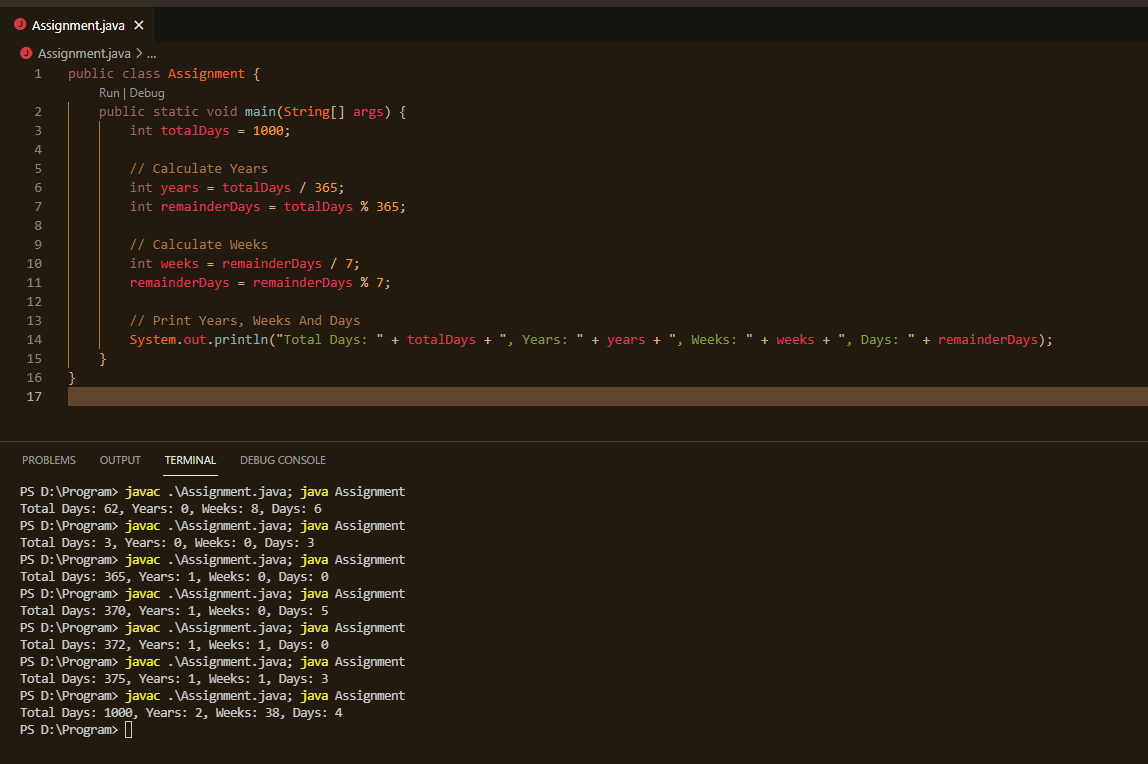 Assignment.java
Assignment.java > ...
1 public class Assignment {
Run | Debug
2     public static void main(String[] args) {
3         int totalDays = 1000;
4
5         // Calculate Years
6         int years = totalDays / 365;
7         int remainderDays = totalDays % 365;
8
9         // Calculate Weeks
10         int weeks = remainderDays / 7;
11         remainderDays = remainderDays % 7;
12
13         // Print Years, Weeks And Days
14         System.out.println("Total Days: " + totalDays + ", Years: " + years + ", Weeks: " + weeks + ", Days: " + remainderDays);
15     }
16 }
17
PROBLEMS OUTPUT TERMINAL DEBUG CONSOLE
PS D:\Program> javac .\Assignment.java; java Assignment
Total Days: 62, Years: 0, Weeks: 8, Days: 6
PS D:\Program> javac .\Assignment.java; java Assignment
Total Days: 3, Years: 0, Weeks: 0, Days: 3
PS D:\Program> javac .\Assignment.java; java Assignment
Total Days: 365, Years: 1, Weeks: 0, Days: 0
PS D:\Program> javac .\Assignment.java; java Assignment
Total Days: 370, Years: 1, Weeks: 0, Days: 5
PS D:\Program> javac .\Assignment.java; java Assignment
Total Days: 372, Years: 1, Weeks: 1, Days: 0
PS D:\Program> javac .\Assignment.java; java Assignment
Total Days: 375, Years: 1, Weeks: 1, Days: 3
PS D:\Program> javac .\Assignment.java; java Assignment
Total Days: 1000, Years: 2, Weeks: 38, Days: 4
PS D:\Program>